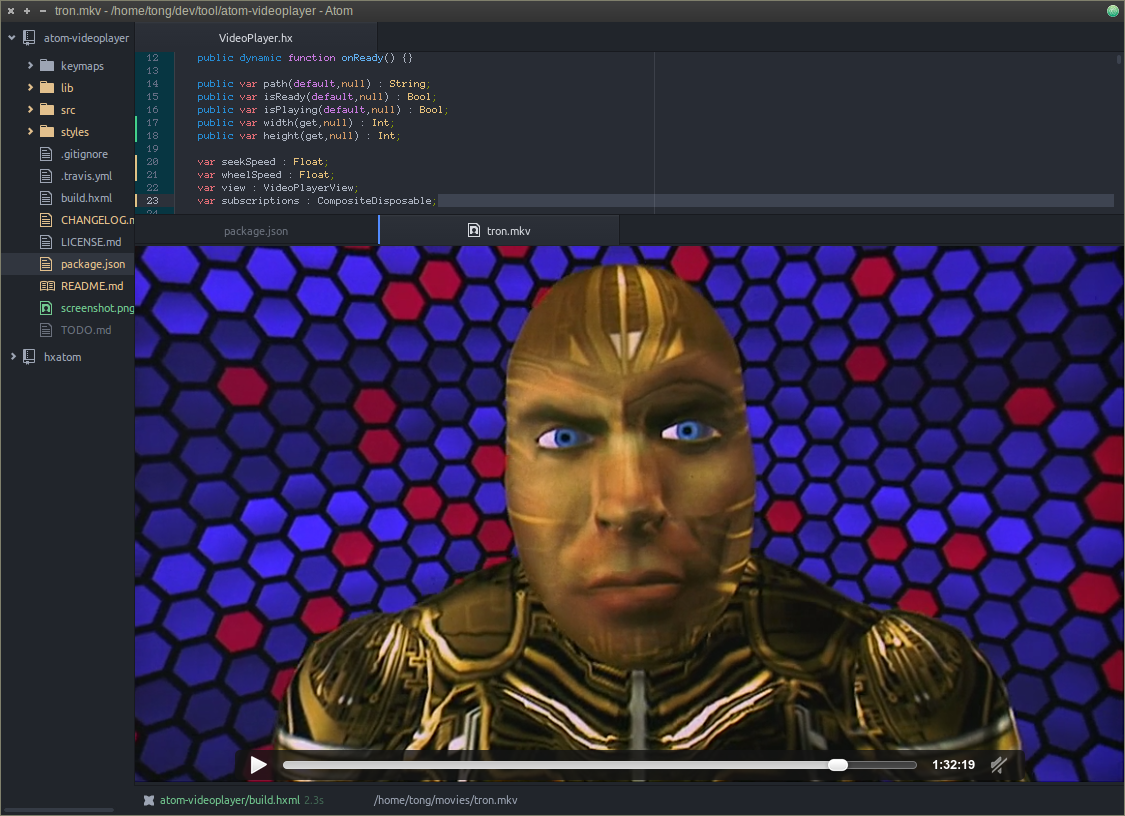 tron.mkv - /home/tong/dev/tool/atom-videoplayer - Atom
atom-videoplayer
keymaps
lib
src
styles
.gitignore
.travis.yml
build.hxml
CHANGELOG.m
LICENSE.md
package.json
README.md
screenshot.png
TODO.md
hxatom
VideoPlayer.hx
12 public dynamic function onReady() {}
13
14 public var path(default,null) : String;
15 public var isReady(default,null) : Bool;
16 public var isPlaying(default,null) : Bool;
17 public var width(get,null) : Int;
18 public var height(get,null) : Int;
19
20 var seekSpeed : Float;
21 var wheelSpeed : Float;
22 var view : VideoPlayerView;
23 var subscriptions : CompositeDisposable;
24
package.json
tron.mkv
1:32:19
atom-videoplayer/build.hxml 2.3s
/home/tong/movies/tron.mkv